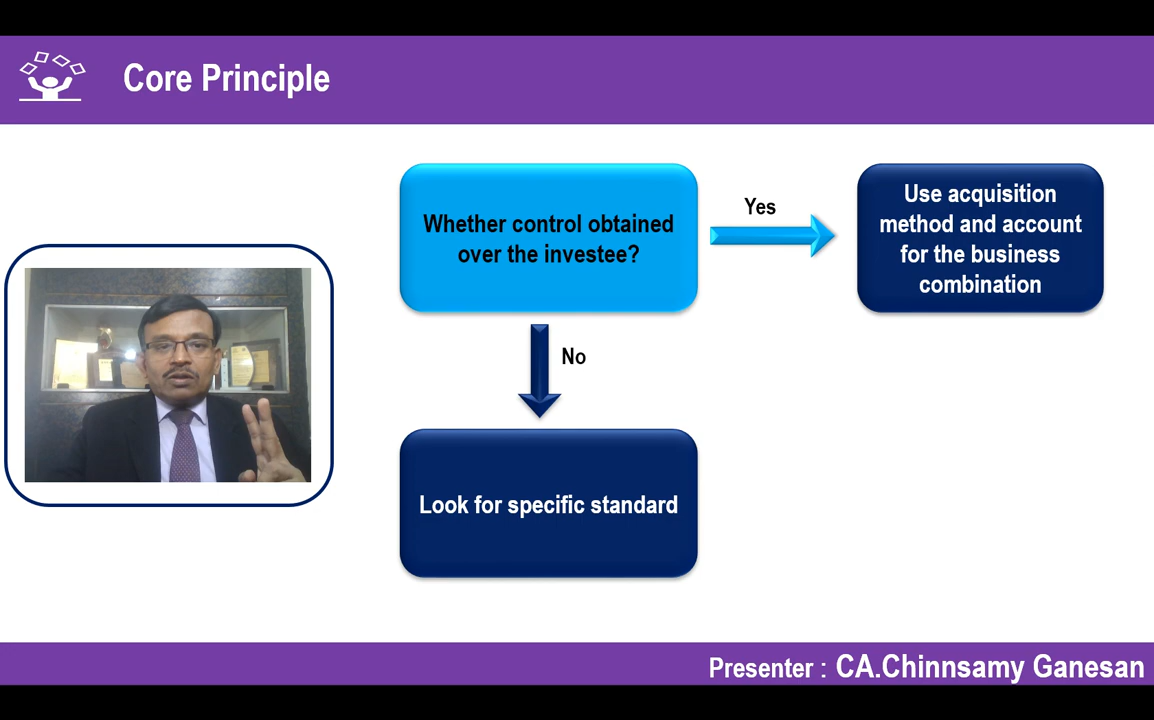 Core Principle
Whether control obtained
over the investee?
Yes
Use acquisition
method and account
for the business
combination
No
Look for specific standard
Presenter : CA.Chinnsamy Ganesan